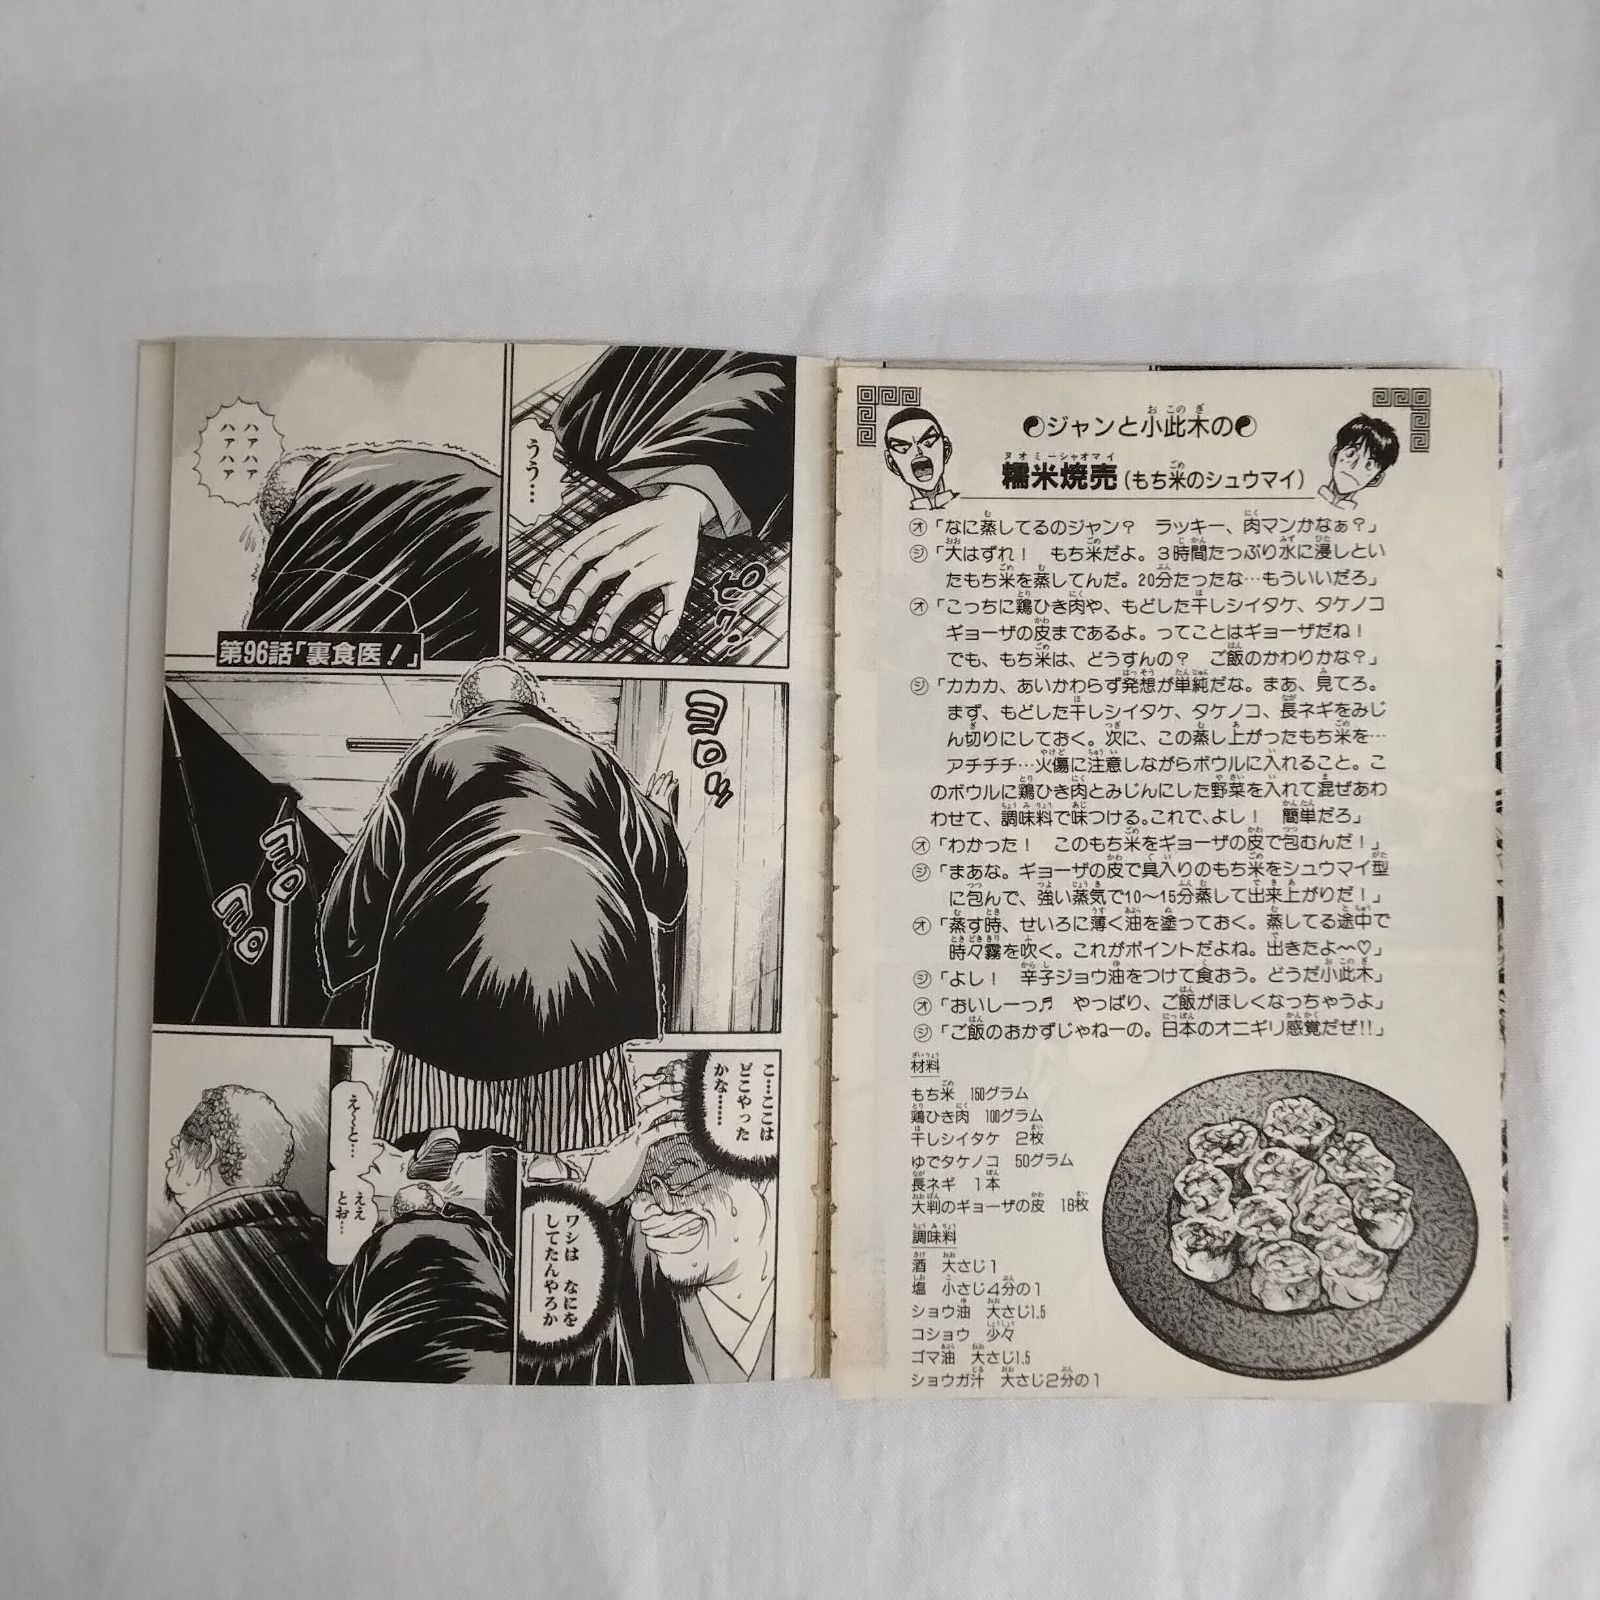 ジャンと小此木の
糯米焼売(もち米のシュウマイ)
オ「なに蒸してるのジャン? ラッキー、肉マンかなぁ?」
ジ「大はずれ! もち米だよ。3時間たっぷり水に浸しとい
たもち米を蒸してんだ。20分たったな…もういいだろ」
オ「こっちに鶏ひき肉や、もどした干しシイタケ、タケノコ
ギョーザの皮まであるよ。ってことはギョーザだね!
でも、もち米は、どうすんの? ご飯のかわりかな?」
ジ「カカカ、あいかわらず発想が単純だな。まあ、見てろ。
まず、もどした干しシイタケ、タケノコ、長ネギをみじ
ん切りにしておく。次に、この蒸し上がったもち米を…
アチチチ…火傷に注意しながらボウルに入れること。こ
のボウルに鶏ひき肉とみじんにした野菜を入れて混ぜあわ
わせて、調味料で味つける。これで、よし! 簡単だろ」
オ「わかった! このもち米をギョーザの皮で包むんだ!」
ジ「まあな。ギョーザの皮で具入りのもち米をシュウマイ型
に包んで、強い蒸気で10〜15分蒸して出来上がりだ!」
オ「蒸す時、せいろに薄く油を塗っておく。蒸してる途中で
時々霧を吹く。これがポイントだよね。出きたよ〜♡」
ジ「よし! 辛子ジョウ油をつけて食おう。どうだ小此木」
オ「おいしーっ♬ やっぱり、ご飯がほしくなっちゃうよ」
ジ「ご飯のおかずじゃねーの。日本のオニギリ感覚だぜ!!」
材料
もち米 150グラム
鶏ひき肉 100グラム
干しシイタケ 2枚
ゆでタケノコ 50グラム
長ネギ 1本
大判のギョーザの皮 18枚
調味料
酒 大さじ1
塩 小さじ4分の1
ショウ油 大さじ1.5
コショウ 少々
ゴマ油 大さじ1.5
ショウガ汁 大さじ2分の1
うう…
ピクン
ハァハァ
ハァハァ
第96話「裏食医!」
ヨロッ
ヨロ
ヨロ
こ…ここは
どこやった
かな……
ワシは なにを
してたんやろか
え〜と…
ええ
とお…